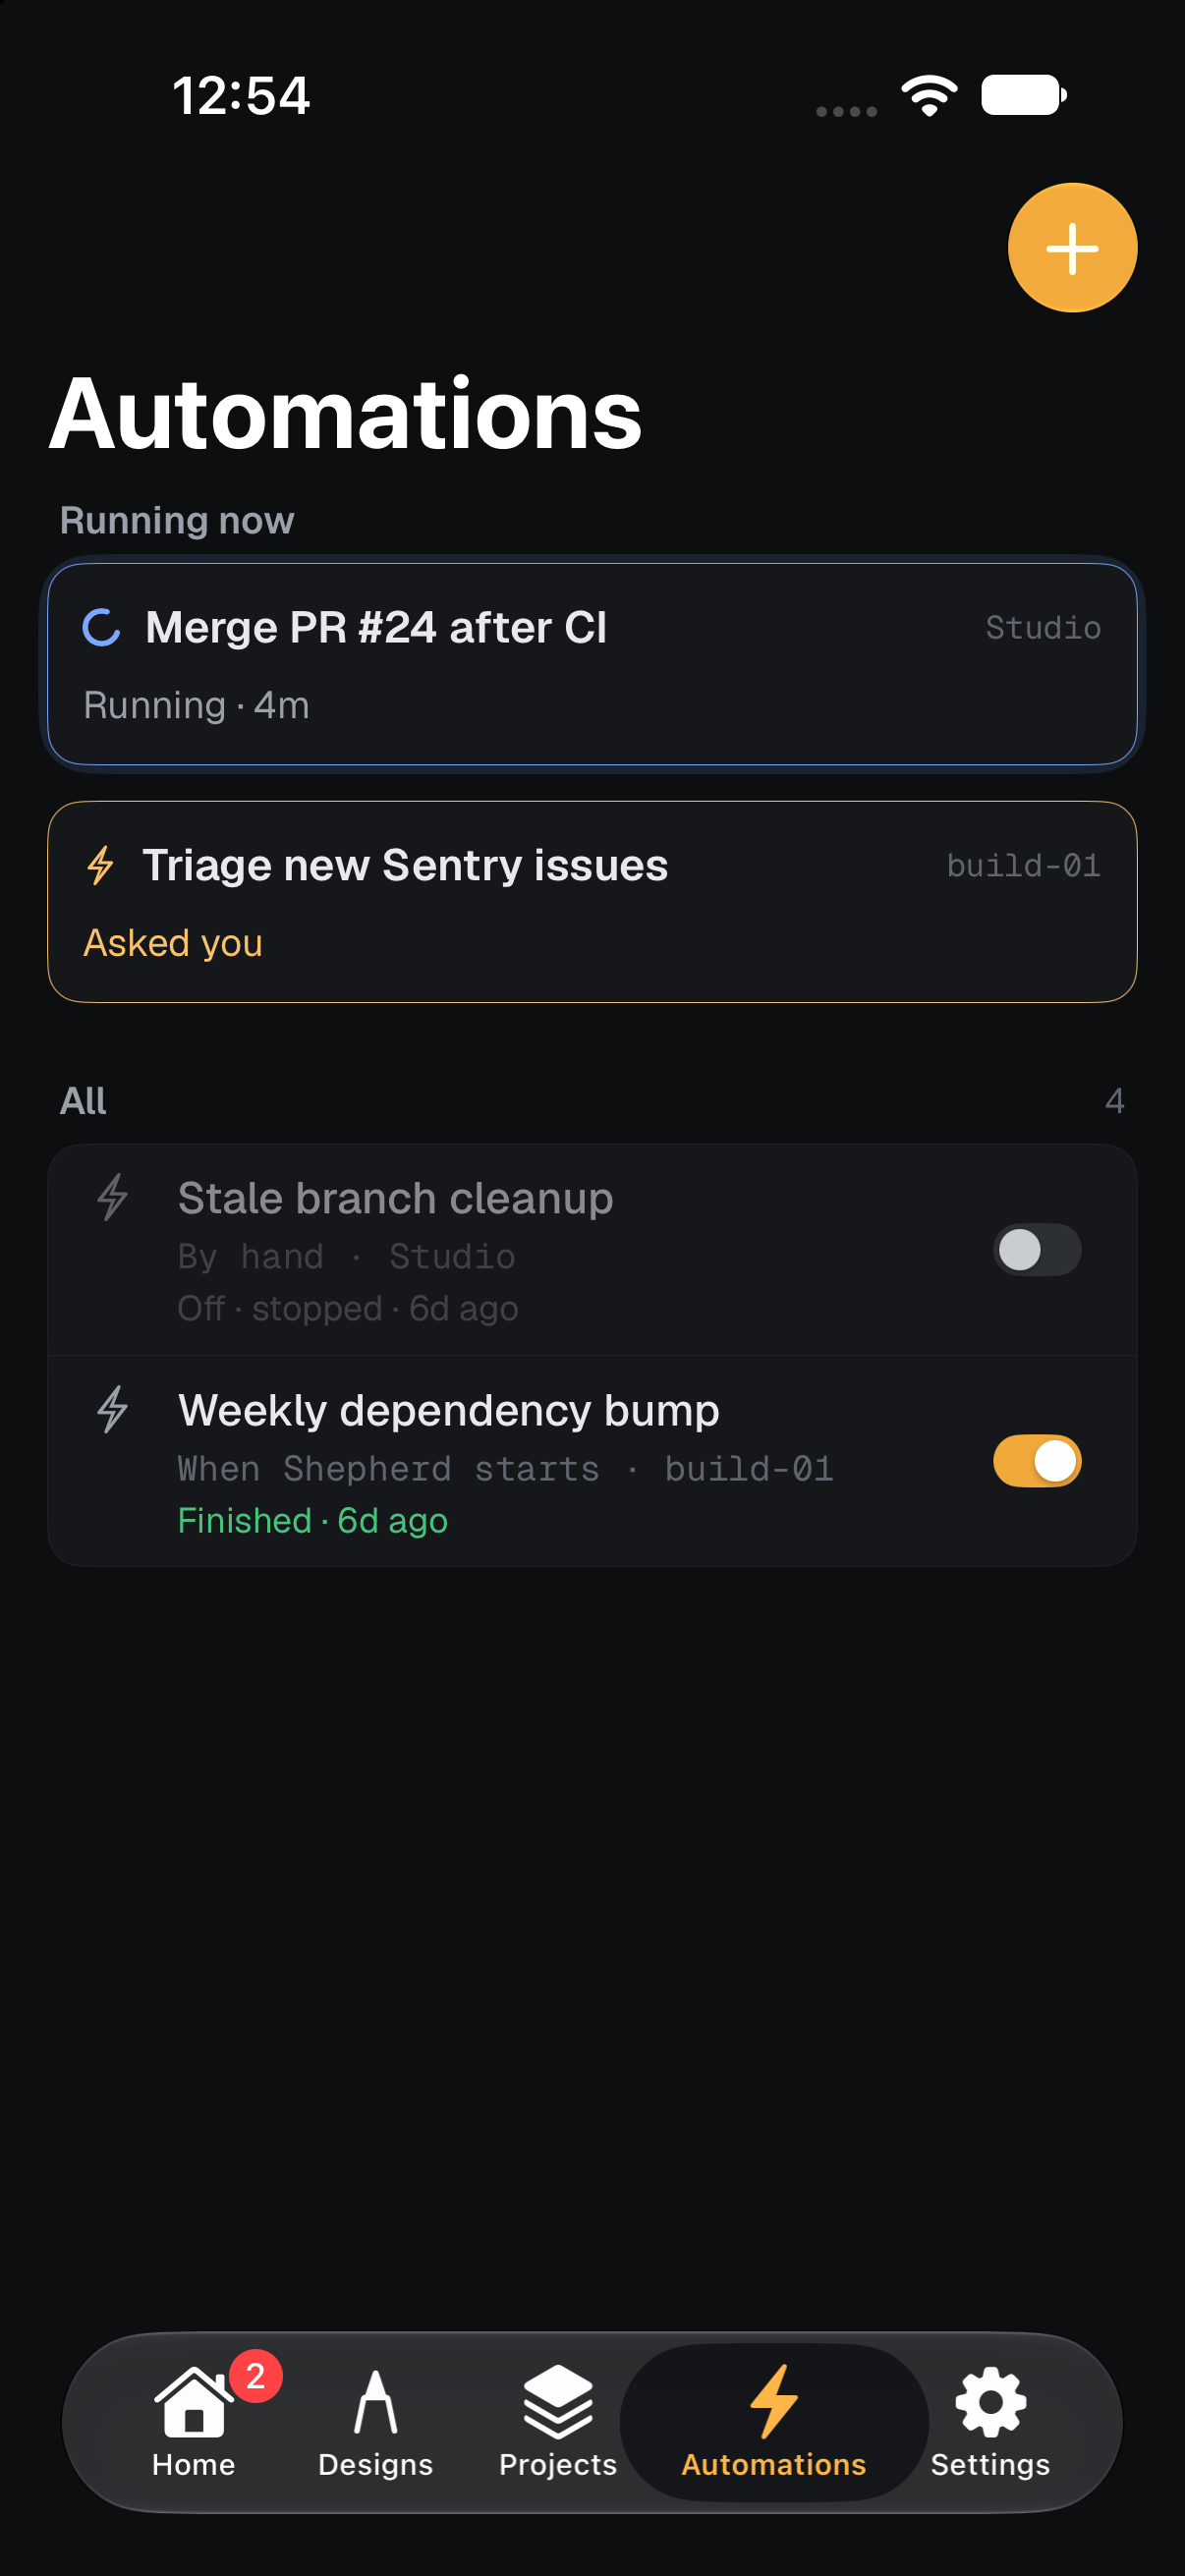 12:54
Automations
Running now
Merge PR #24 after CI
Studio
Running · 4m
Triage new Sentry issues
build-01
Asked you
All
4
Stale branch cleanup
By hand · Studio
Off · stopped · 6d ago
Weekly dependency bump
When Shepherd starts · build-01
Finished · 6d ago
2
Home
Designs
Projects
Automations
Settings